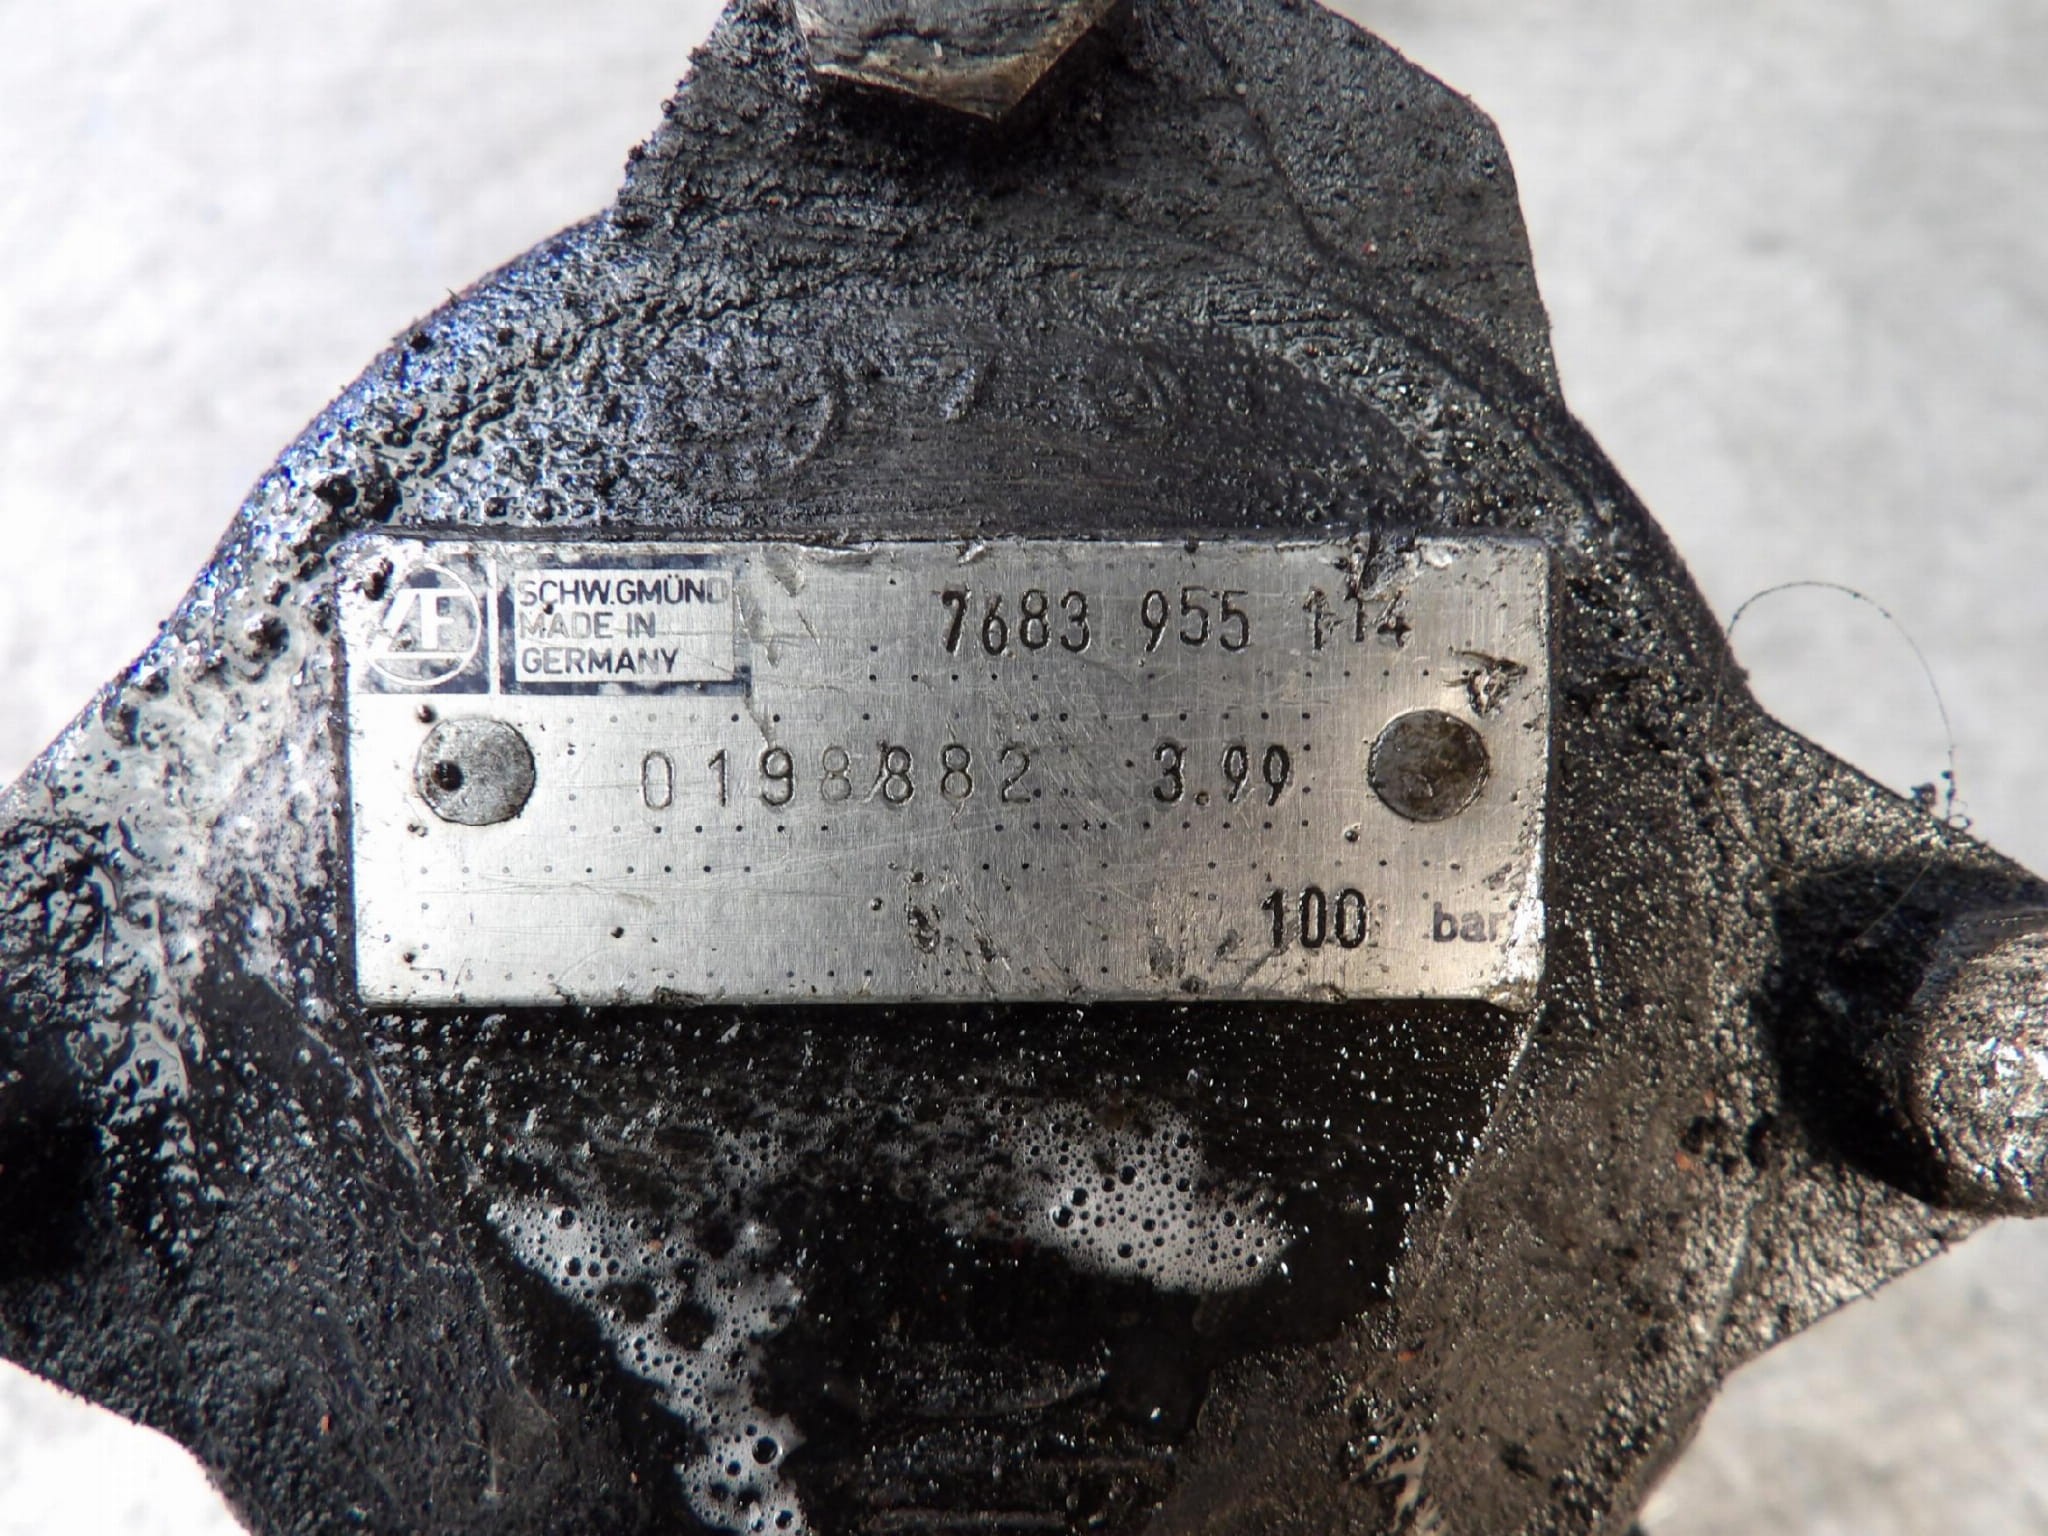 ZF
SCHW.GMÜND
MADE IN
GERMANY
7683 955 114
0198882 3.99
100 bar